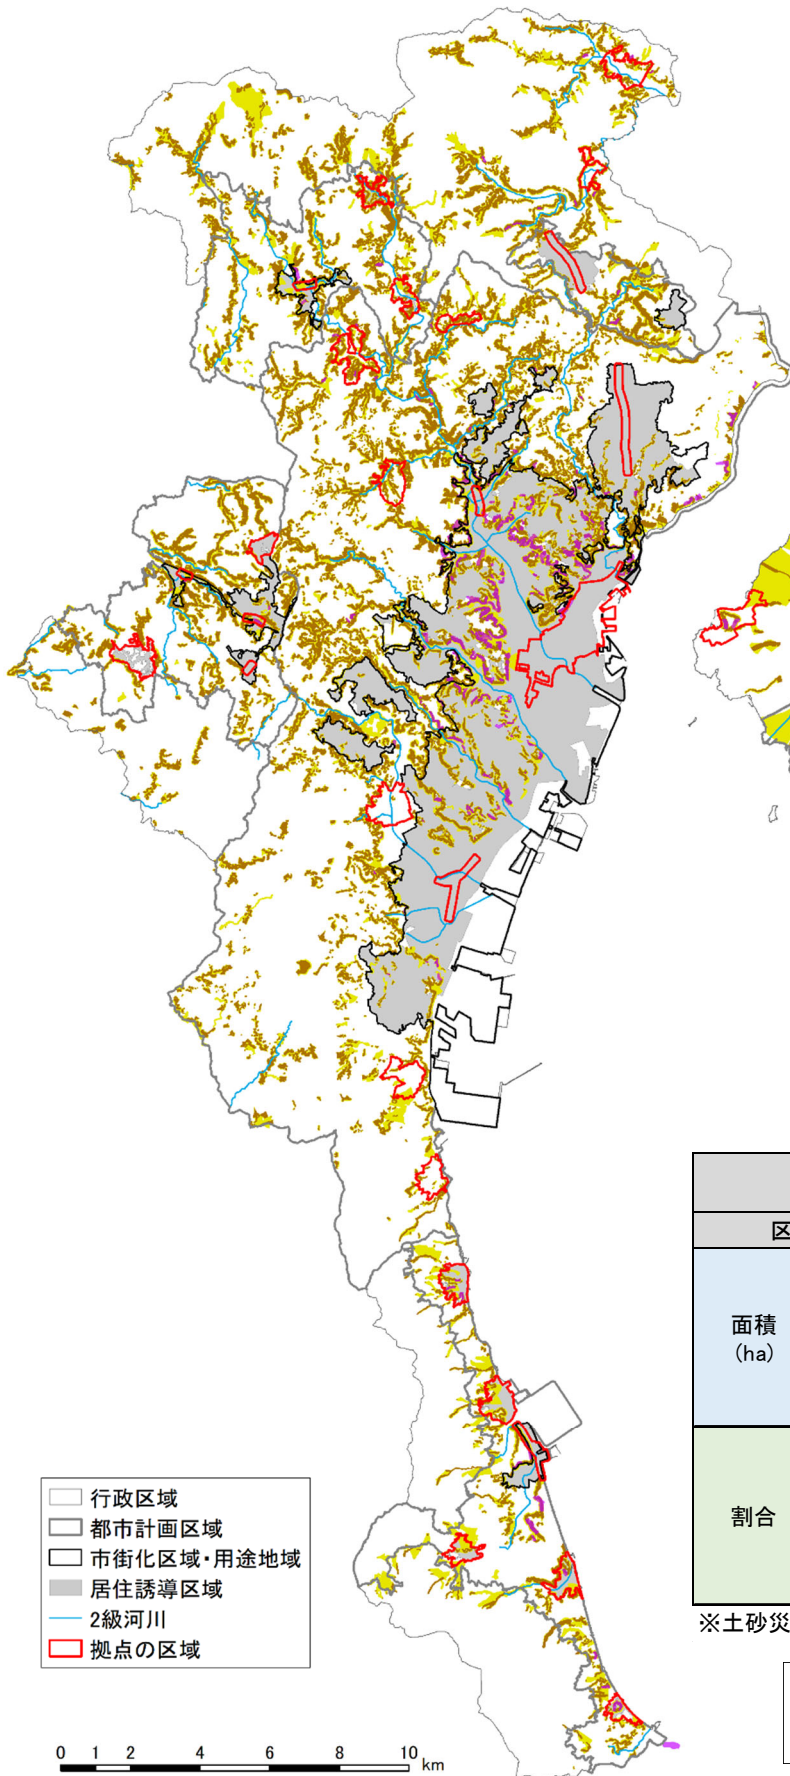 区
面積
(ha)
割合
※土砂災
行政区域
都市計画区域
市街化区域・用途地域
居住誘導区域
2級河川
拠点の区域
0 1 2 4 6 8 10 km